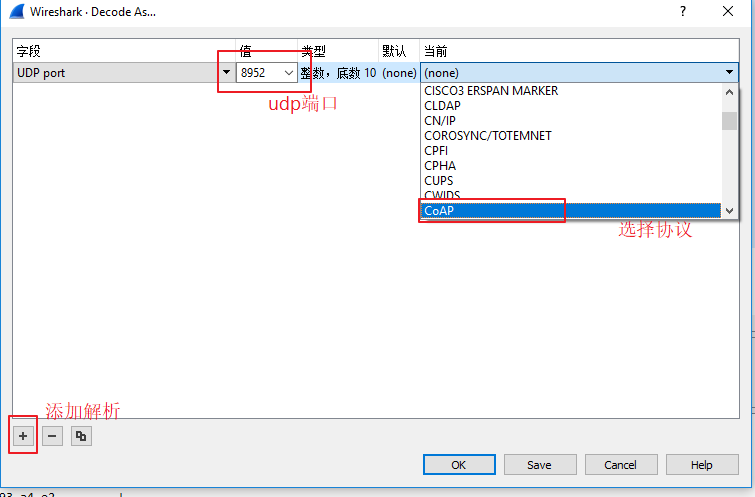 Wireshark · Decode As...
字段 值 类型 默认 当前
UDP port 8952 整数，底数 10 (none) (none)
udp端口
CISCO3 ERSPAN MARKER
CLDAP
CN/IP
COROSYNC/TOTEMNET
CPFI
CPHA
CUPS
CWIDS
CoAP
选择协议
添加解析
OK Save Cancel Help